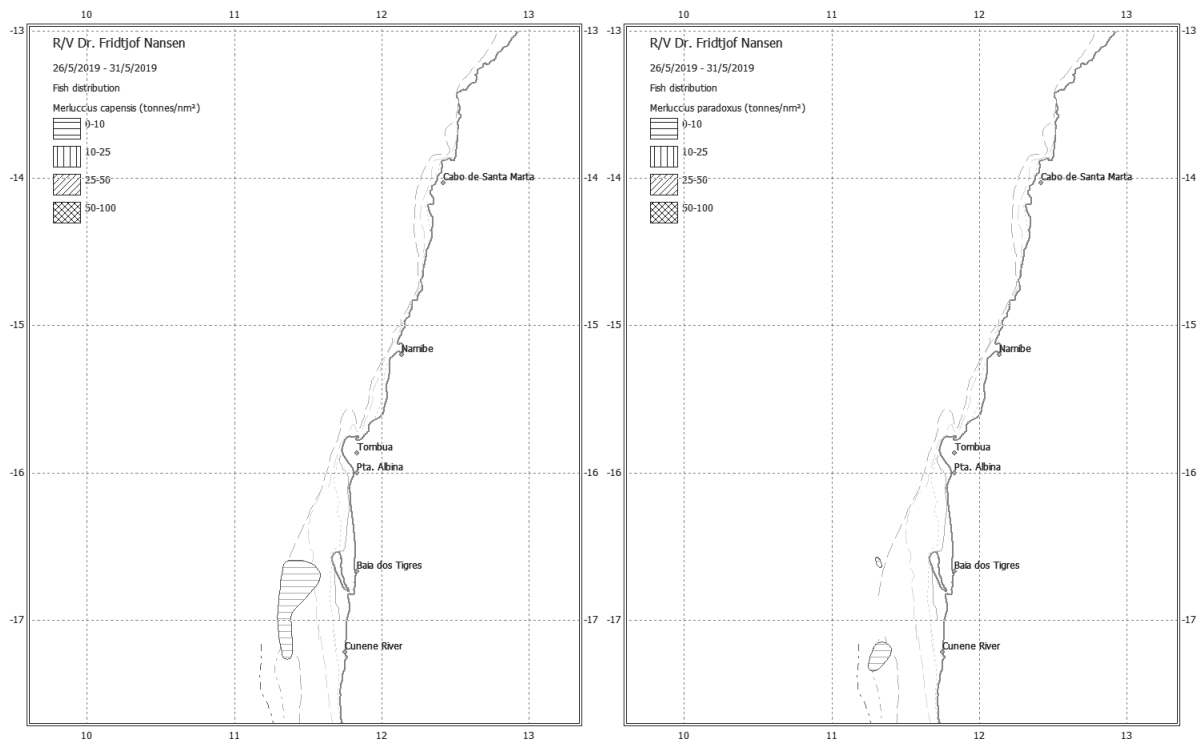 10 11 12 13
-13
R/V Dr. Fridtjof Nansen
26/5/2019 - 31/5/2019
Fish distribution
Merluccius capensis (tonnes/nm²)
0-10
10-25
25-50
50-100
-14
Cabo de Santa Marta
-15
Namibe
Tombua
-16
Pta. Albina
Baia dos Tigres
-17
Cunene River
10 11 12 13
10 11 12 13
-13 -13
R/V Dr. Fridtjof Nansen
26/5/2019 - 31/5/2019
Fish distribution
Merluccius paradoxus (tonnes/nm²)
0-10
10-25
25-50
50-100
-14 -14
Cabo de Santa Marta
-15 -15
Namibe
Tombua
-16 -16
Pta. Albina
Baia dos Tigres
-17 -17
Cunene River
10 11 12 13